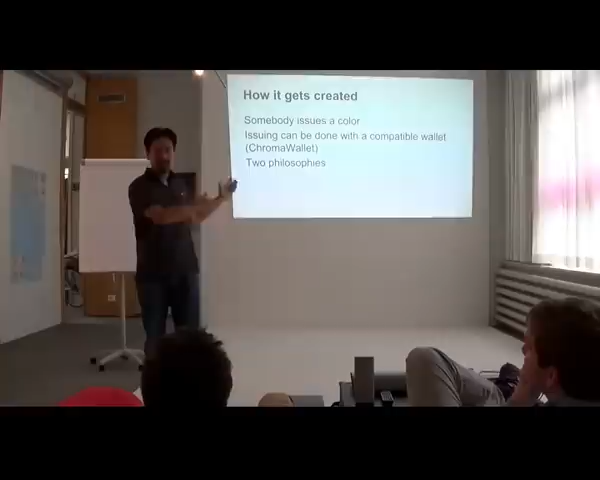 How it gets created
Somebody issues a color
Issuing can be done with a compatible wallet
(ChromaWallet)
Two philosophies